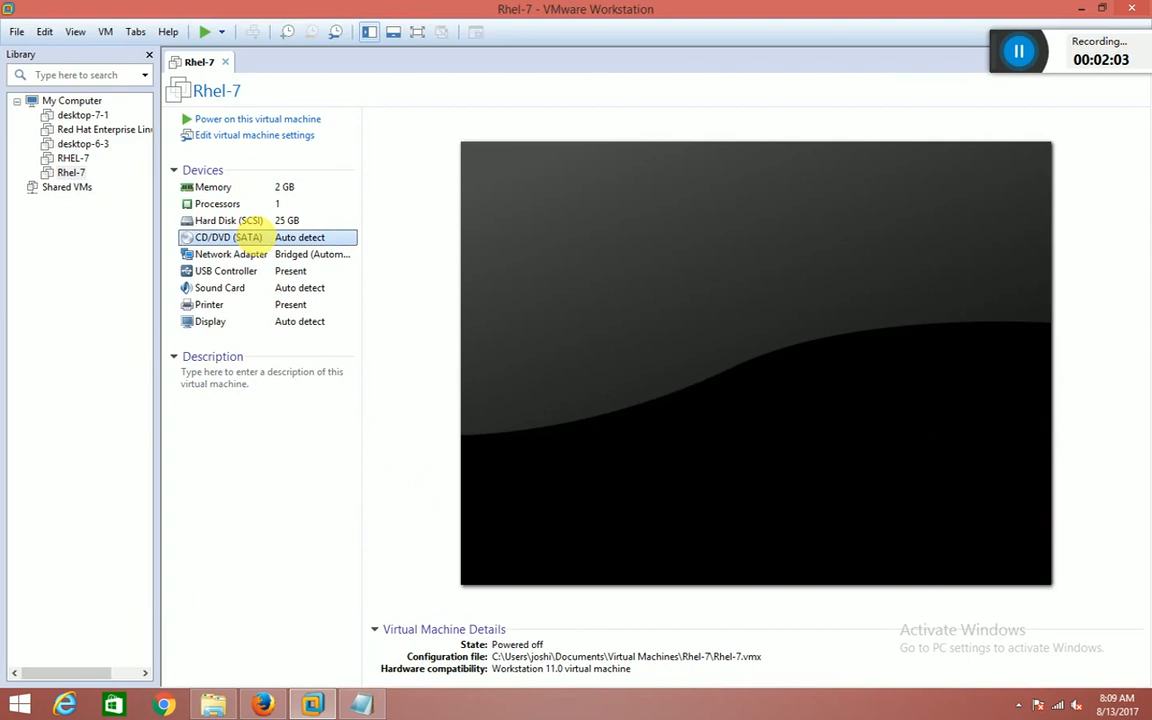 Rhel-7 - VMware Workstation
File Edit View VM Tabs Help
Recording...
00:02:03
Library
Type here to search
My Computer
desktop-7-1
Red Hat Enterprise Lin
desktop-6-3
RHEL-7
Rhel-7
Shared VMs
Rhel-7
Rhel-7
Power on this virtual machine
Edit virtual machine settings
Devices
Memory 2 GB
Processors 1
Hard Disk (SCSI) 25 GB
CD/DVD (SATA) Auto detect
Network Adapter Bridged (Autom...
USB Controller Present
Sound Card Auto detect
Printer Present
Display Auto detect
Description
Type here to enter a description of this
virtual machine.
Virtual Machine Details
State: Powered off
Configuration file: C:\Users\joshi\Documents\Virtual Machines\Rhel-7\Rhel-7.vmx
Hardware compatibility: Workstation 11.0 virtual machine
Activate Windows
Go to PC settings to activate Windows.
8:09 AM
8/13/2017